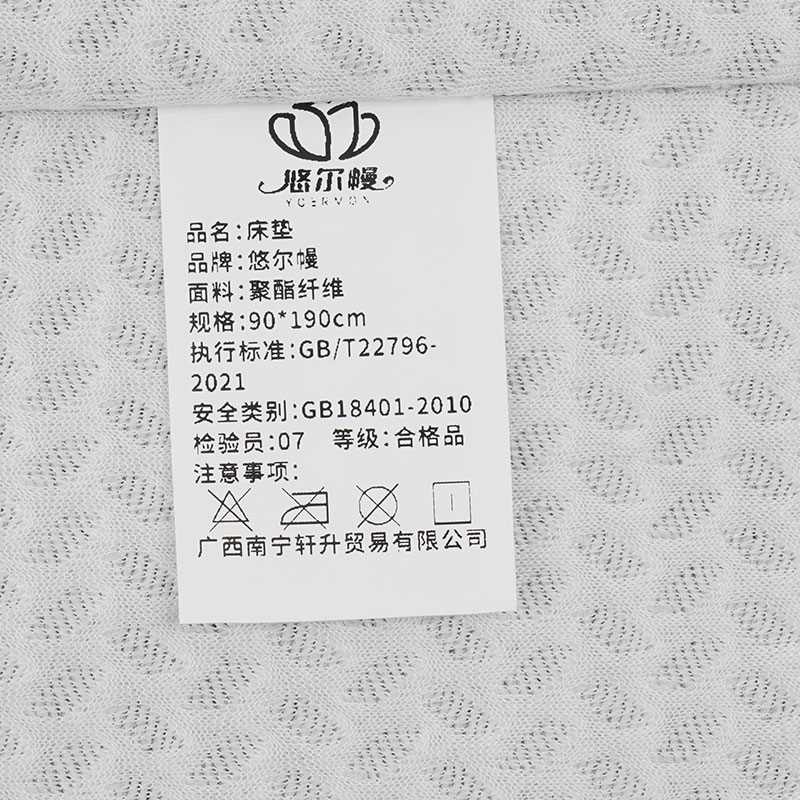 悠尔幔
YOERMON
品名:床垫
品牌:悠尔幔
面料:聚酯纤维
规格:90*190cm
执行标准:GB/T22796-
2021
安全类别:GB18401-2010
检验员:07 等级:合格品
注意事项:
广西南宁轩升贸易有限公司